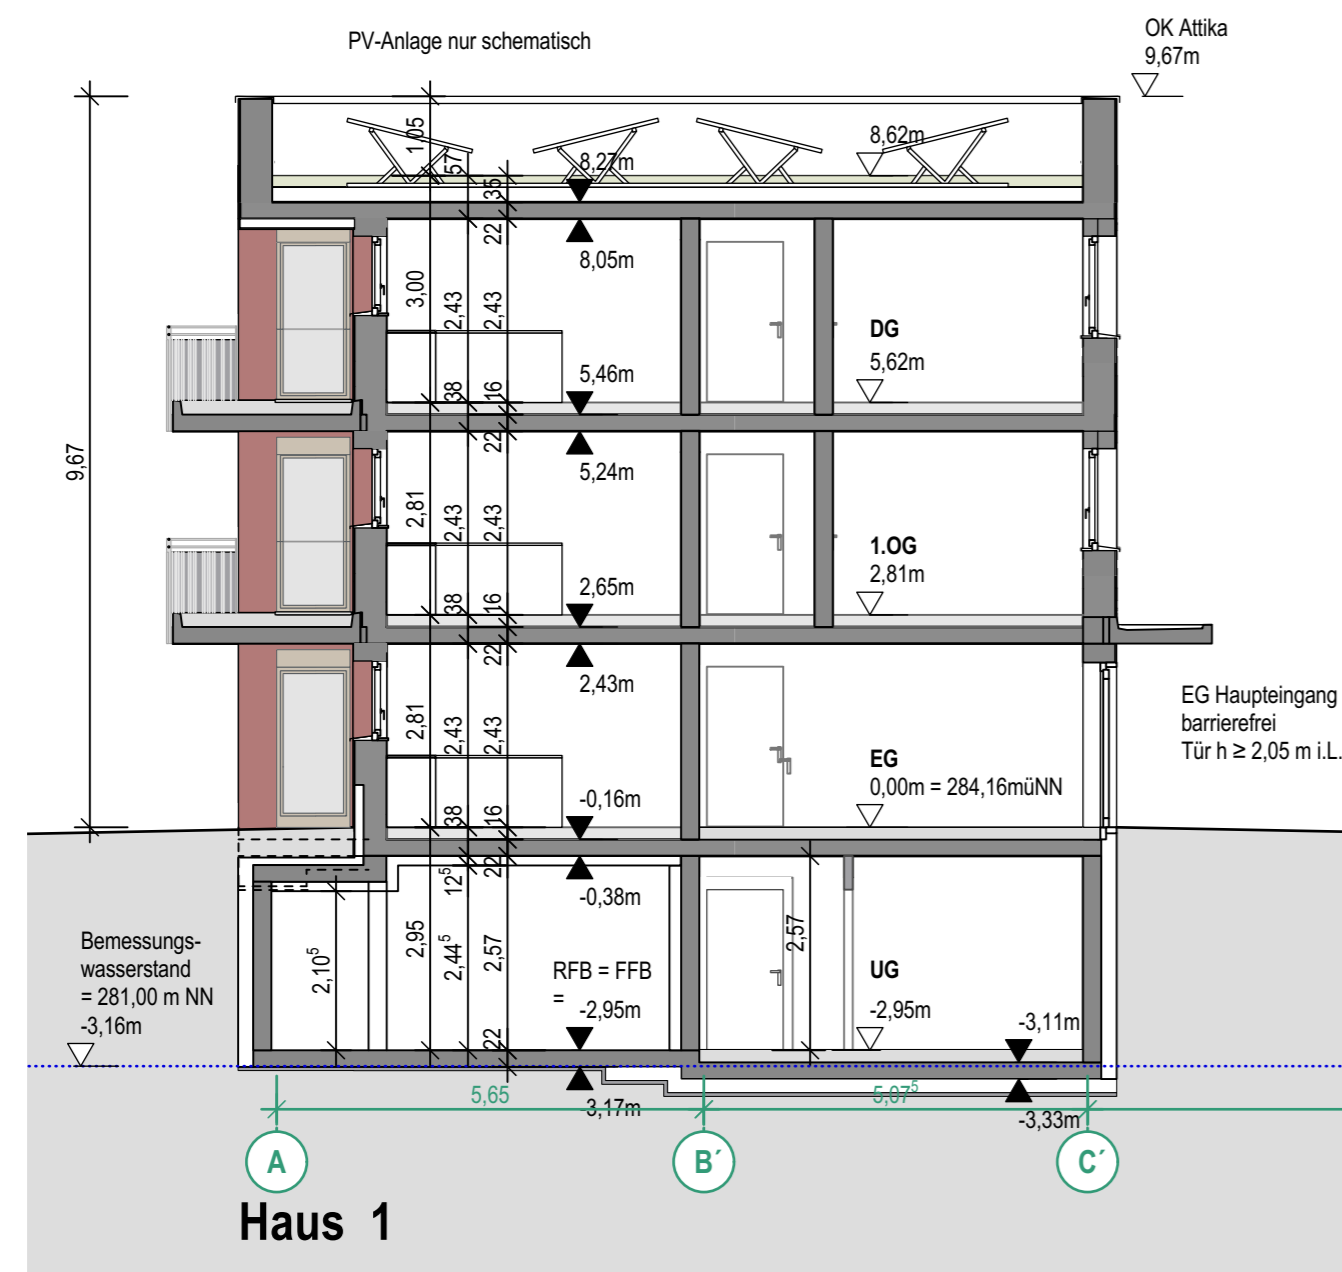 PV-Anlage nur schematisch
OK Attika
9,67m
1,05
57
35
8,27m
8,62m
22
8,05m
3,00
2,43
2,43
DG
5,62m
5,46m
38
16
22
5,24m
9,67
2,81
2,43
2,43
1.OG
2,81m
2,65m
38
16
22
2,43m
EG Haupteingang
barrierefrei
Tür h ≥ 2,05 m i.L.
2,81
2,43
2,43
EG
0,00m = 284,16müNN
-0,16m
38
16
22
12⁵
-0,38m
Bemessungs-
wasserstand
= 281,00 m NN
-3,16m
2,10⁵
2,95
2,44⁵
2,57
RFB = FFB
=
-2,95m
2,57
UG
-2,95m
-3,11m
22
5,65
-3,17m
5,07⁵
-3,33m
A
B´
C´
Haus 1